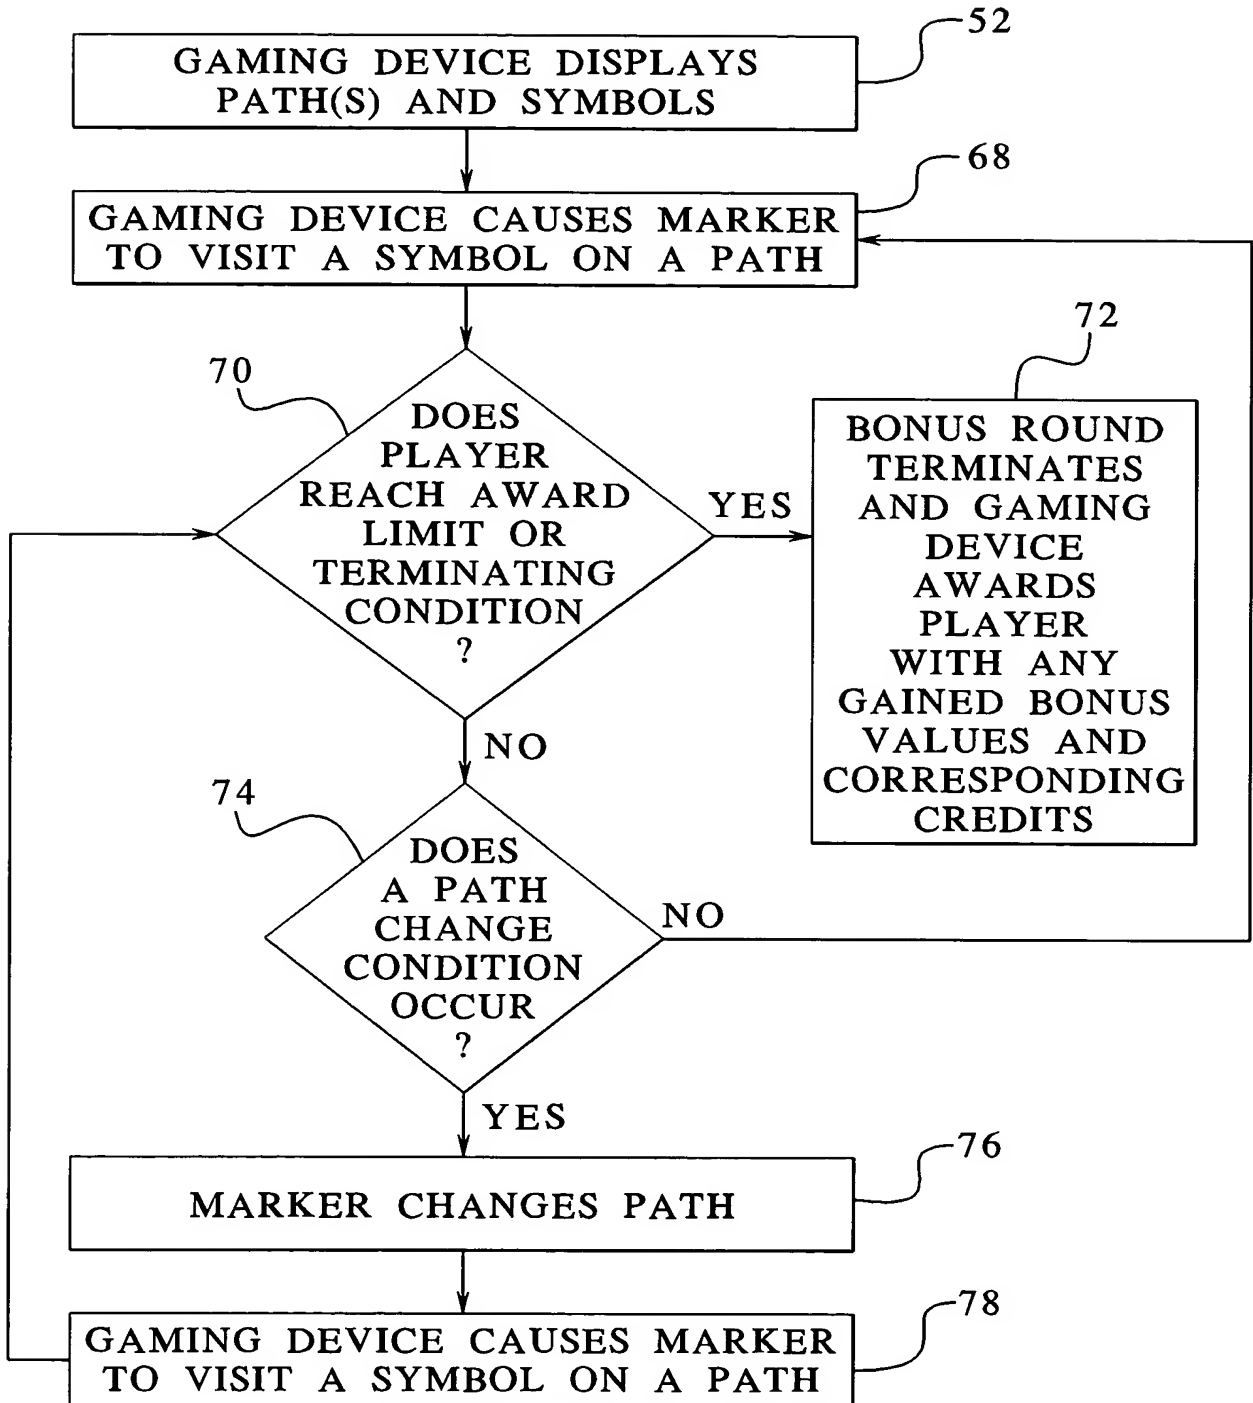 52
GAMING DEVICE DISPLAYS
PATH(S) AND SYMBOLS
68
GAMING DEVICE CAUSES MARKER
TO VISIT A SYMBOL ON A PATH
70
DOES
PLAYER
REACH AWARD
LIMIT OR
TERMINATING
CONDITION
?
YES
72
BONUS ROUND
TERMINATES
AND GAMING
DEVICE
AWARDS
PLAYER
WITH ANY
GAINED BONUS
VALUES AND
CORRESPONDING
CREDITS
NO
74
DOES
A PATH
CHANGE
CONDITION
OCCUR
?
NO
YES
76
MARKER CHANGES PATH
78
GAMING DEVICE CAUSES MARKER
TO VISIT A SYMBOL ON A PATH